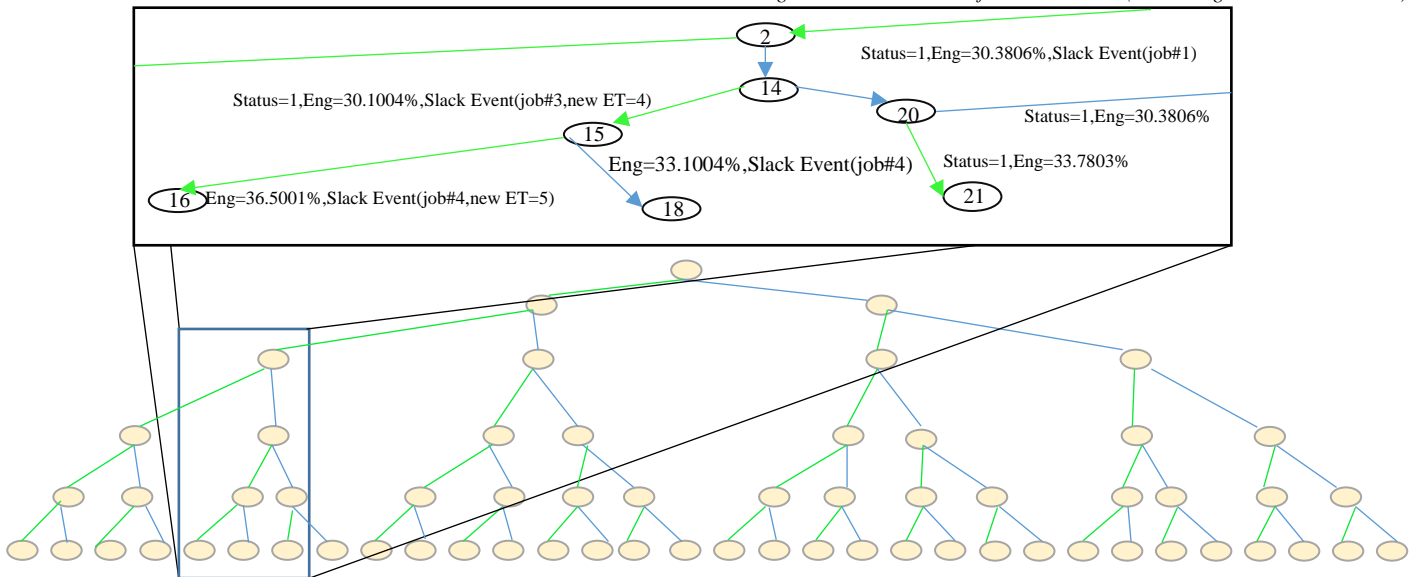 2
Status=1,Eng=30.3806%,Slack Event(job#1)
14
Status=1,Eng=30.1004%,Slack Event(job#3,new ET=4)
20
Status=1,Eng=30.3806%
15
Eng=33.1004%,Slack Event(job#4)
Status=1,Eng=33.7803%
16
Eng=36.5001%,Slack Event(job#4,new ET=5)
18
21